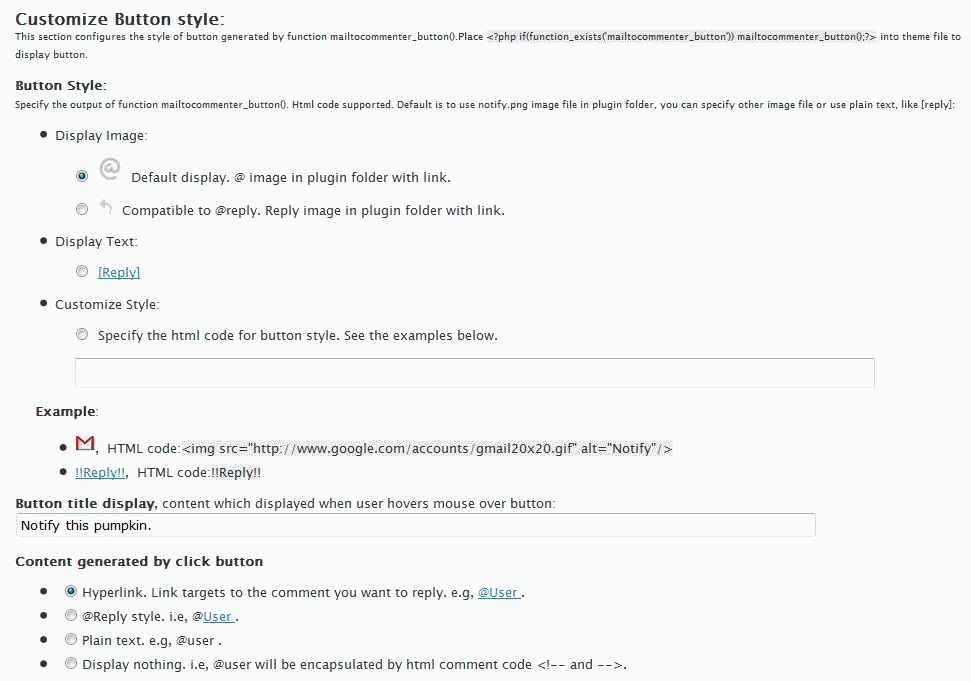 Customize Button style:
This section configures the style of button generated by function mailtocommenter_button().Place <?php if(function_exists('mailtocommenter_button')) mailtocommenter_button();?> into theme file to
display button.
Button Style:
Specify the output of function mailtocommenter_button(). Html code supported. Default is to use notify.png image file in plugin folder, you can specify other image file or use plain text, like [reply]:
Display Image:
@ Default display. @ image in plugin folder with link.
Compatible to @reply. Reply image in plugin folder with link.
Display Text:
[Reply]
Customize Style:
Specify the html code for button style. See the examples below.
Example:
, HTML code:<img src="http://www.google.com/accounts/gmail20x20.gif" alt="Notify"/>
!!Reply!!, HTML code:!!Reply!!
Button title display, content which displayed when user hovers mouse over button:
Notify this pumpkin.
Content generated by click button
Hyperlink. Link targets to the comment you want to reply. e.g, @User .
@Reply style. i.e, @User .
Plain text. e.g, @user .
Display nothing. i.e, @user will be encapsulated by html comment code <!-- and -->.